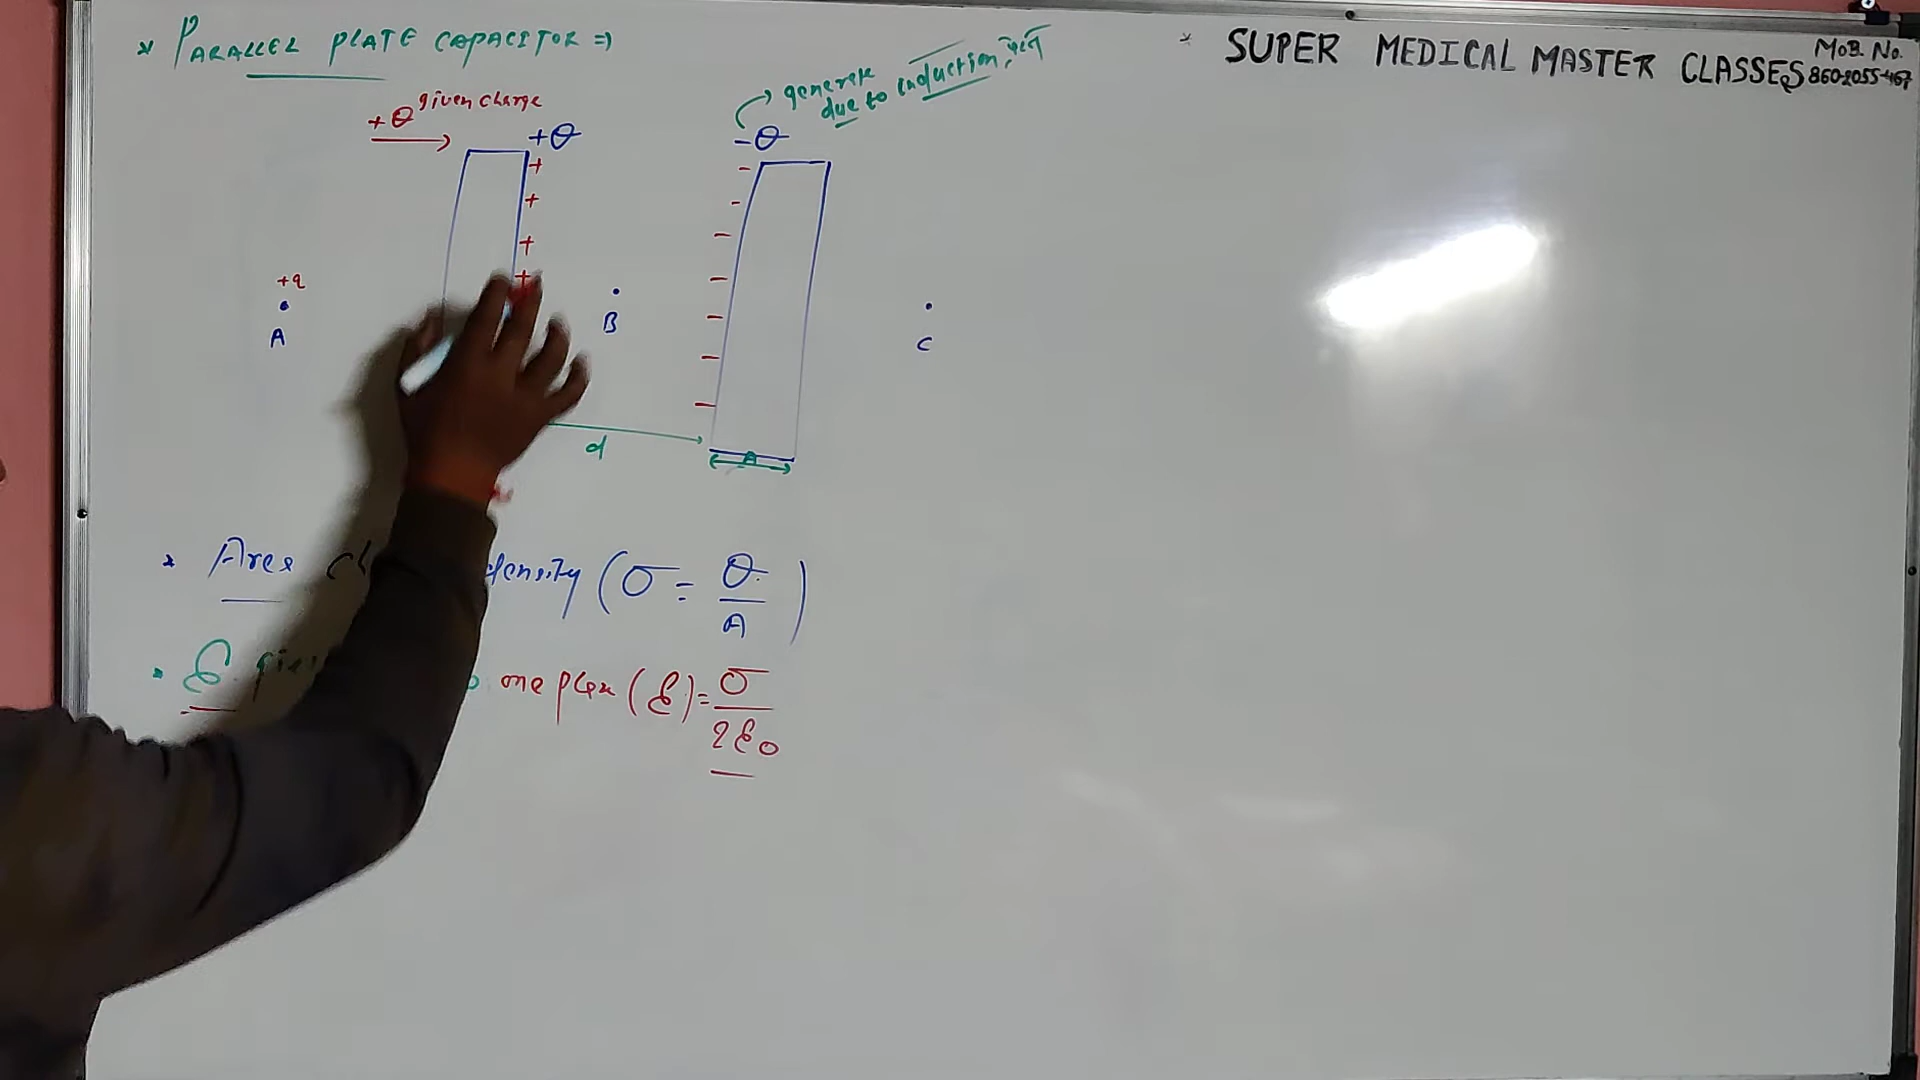 * PARALLEL PLATE CAPACITOR ⇒
* SUPER MEDICAL MASTER CLASSES
MOB. No.
860-2055-467
generate
due to induction,
+Q given charge
+Q
-Q
+q
A
B
C
d
A
* Area density (σ = Q/A)
* E one plate (E) = σ/2ε0